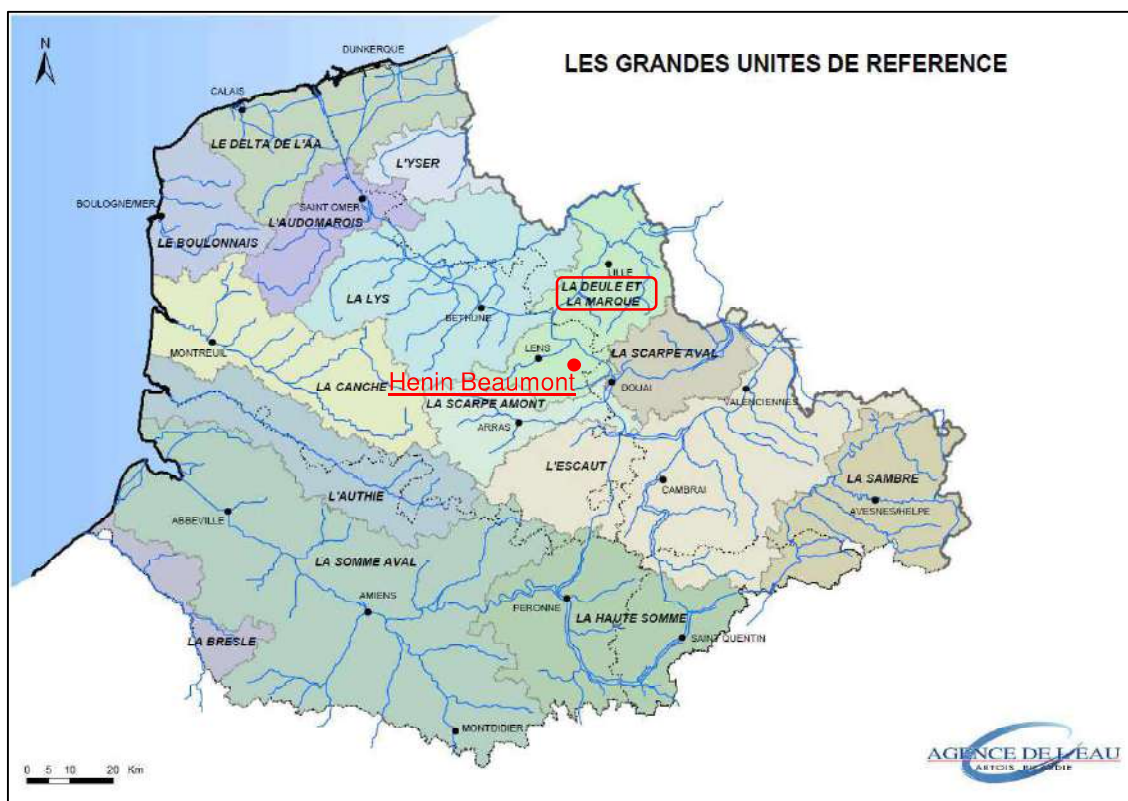 N
LES GRANDES UNITES DE REFERENCE
DUNKERQUE
CALAIS
LE DELTA DE L'AA
L'YSER
SAINT OMER
BOULOGNE/MER
L'AUDOMAROIS
LE BOULONNAIS
LILLE
LA DEULE ET
LA MARQUE
LA LYS
BETHUNE
MONTREUIL
LENS
LA SCARPE AVAL
LA CANCHE
Henin Beaumont
DOUAI
VALENCIENNES
LA SCARPE AMONT
ARRAS
L'ESCAUT
CAMBRAI
LA SAMBRE
AVESNES/HELPE
L'AUTHIE
ABBEVILLE
LA SOMME AVAL
AMIENS
PERONNE
LA HAUTE SOMME
SAINT QUENTIN
LA BRESLE
MONTDIDIER
AGENCE DE L'EAU
ARTOIS PICARDIE
0 5 10 20 Km